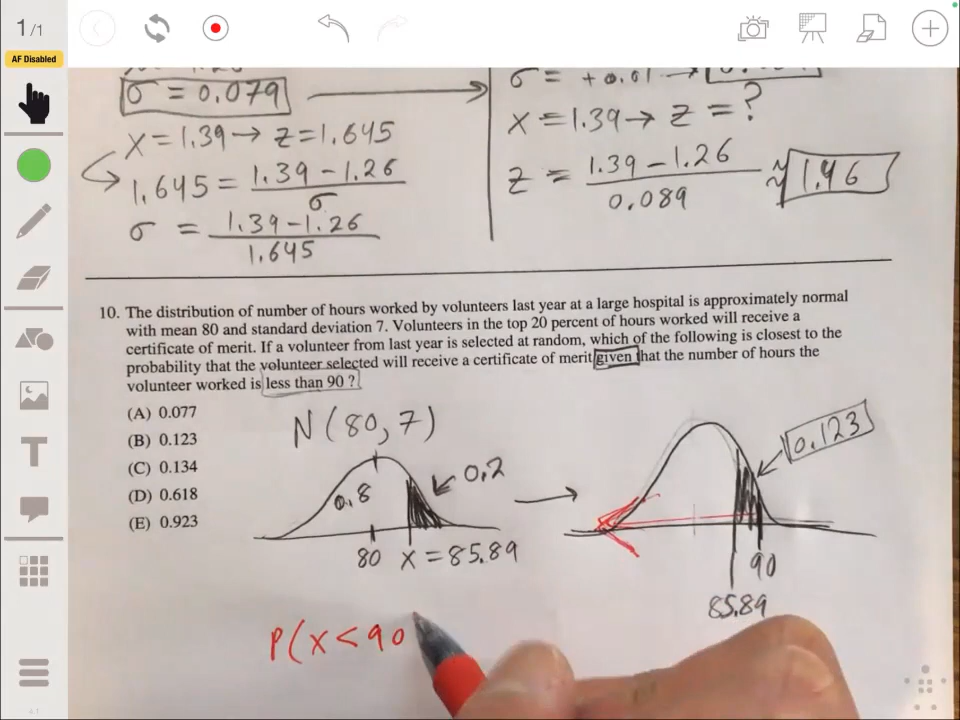 1/1
AF Disabled
σ = 0.079
x = 1.39 → z = 1.645
1.645 = 1.39 - 1.26
σ
σ = 1.39 - 1.26
1.645
x = 1.39 → z = ?
z = 1.39 - 1.26 ≈ 1.46
0.089
10. The distribution of number of hours worked by volunteers last year at a large hospital is approximately normal
with mean 80 and standard deviation 7. Volunteers in the top 20 percent of hours worked will receive a
certificate of merit. If a volunteer from last year is selected at random, which of the following is closest to the
probability that the volunteer selected will receive a certificate of merit given that the number of hours the
volunteer worked is less than 90 ?
(A) 0.077
(B) 0.123
(C) 0.134
(D) 0.618
(E) 0.923
N(80,7)
0.8
0.2
80 x = 85.89
0.123
90
85.89
P(x < 90
T